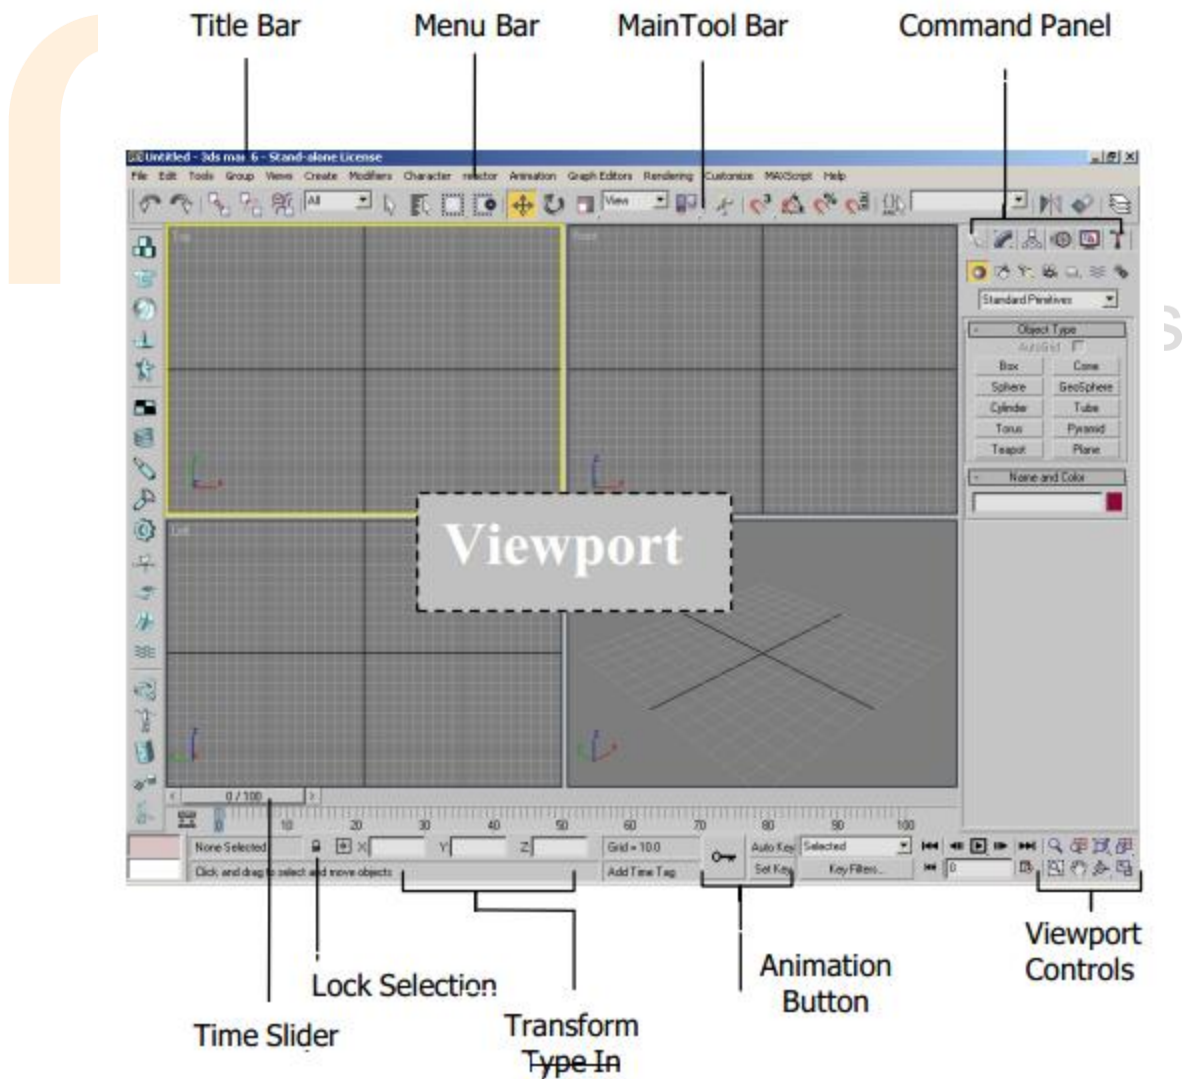 Title Bar
Menu Bar
MainTool Bar
Command Panel
Untitled - 3ds max 6 - Stand-alone License
File Edit Tools Group Views Create Modifiers Character reactor Animation Graph Editors Rendering Customize MAXScript Help
All
View
Top
Front
Standard Primitives
Object Type
AutoGrid
Box Cone
Sphere GeoSphere
Cylinder Tube
Torus Pyramid
Teapot Plane
Name and Color
Left
Viewport
s
0 / 100
0 10 20 30 40 50 60 70 80 90 100
None Selected X Y Z Grid = 10.0 Auto Key Selected
Click and drag to select and move objects Add Time Tag Set Key Key Filters... 0
Viewport
Controls
Animation
Button
Lock Selection
Transform
Type In
Time Slider